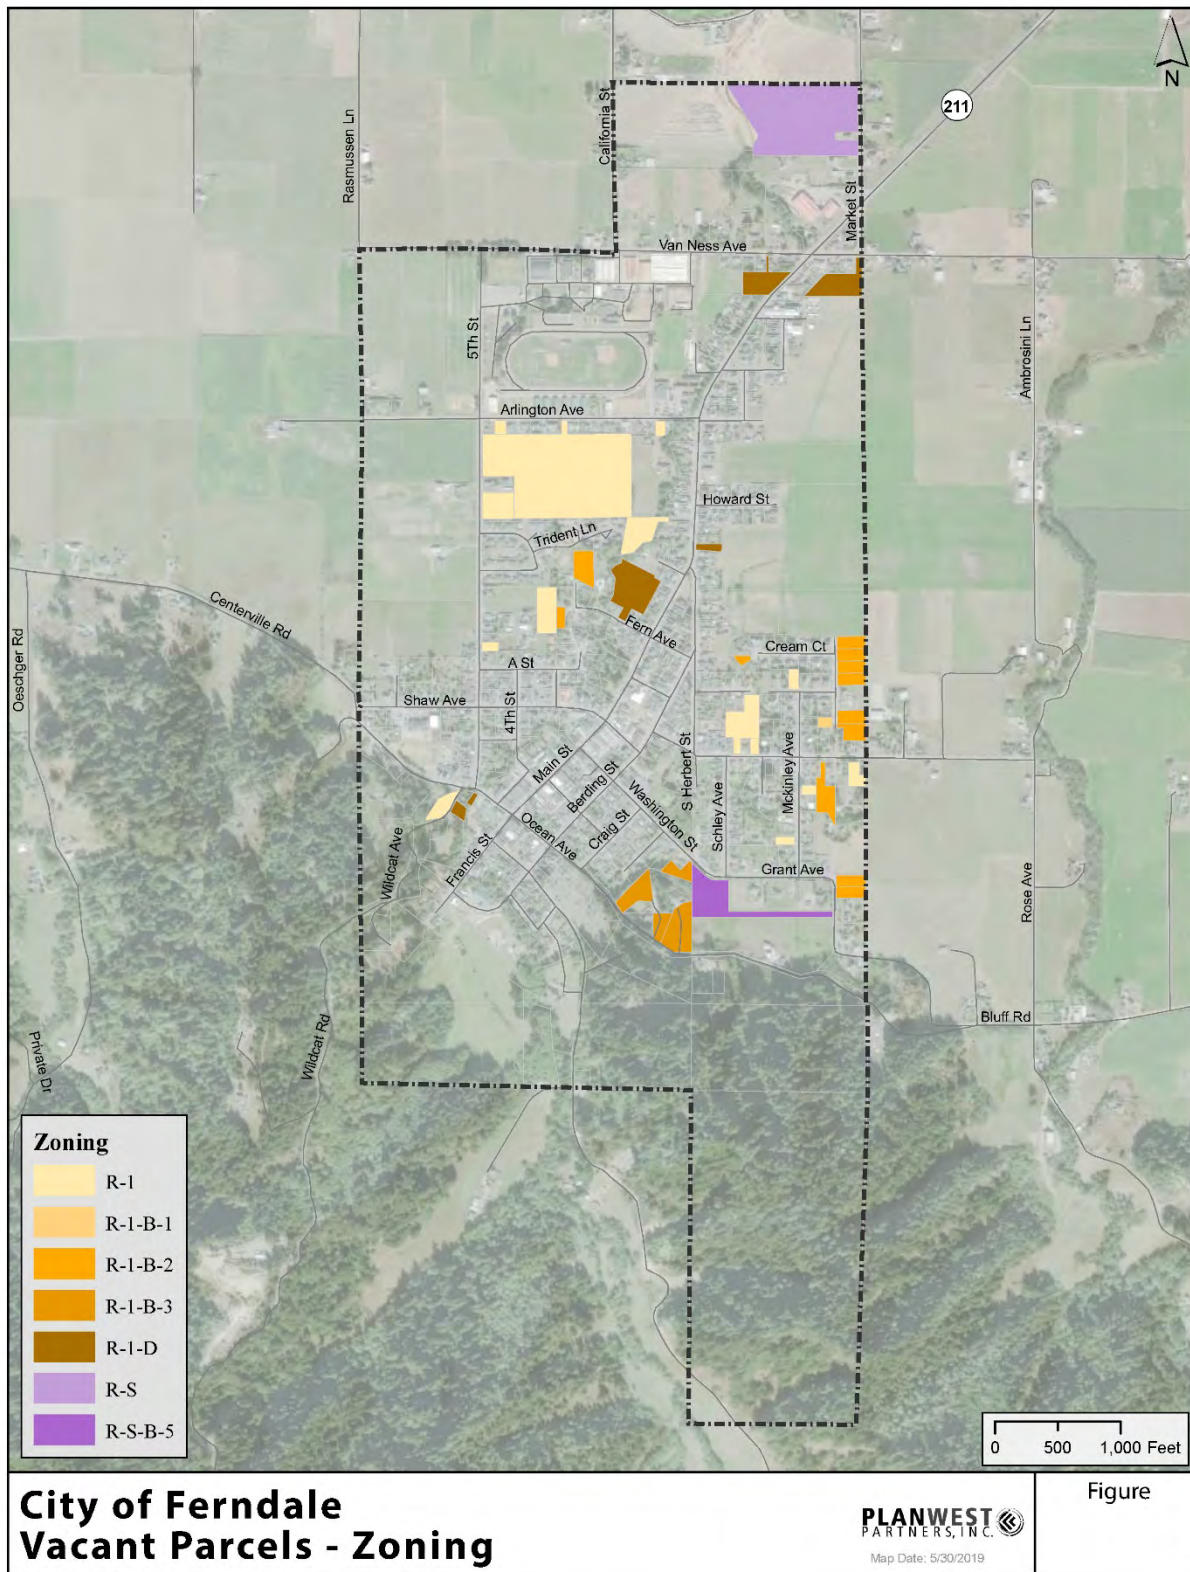 N
211
California St
Rasmussen Ln
Market St
Van Ness Ave
5Th St
Ambrosini Ln
Arlington Ave
Howard St
Trident Ln
Centerville Rd
Oeschger Rd
Fern Ave
Cream Ct
A St
Shaw Ave
4Th St
Main St
Berding St
S Herbert St
Mckinley Ave
Washington St
Schley Ave
Craig St
Ocean Ave
Francis St
Wildcat Ave
Grant Ave
Rose Ave
Bluff Rd
Wildcat Rd
Private Dr
Zoning
R-1
R-1-B-1
R-1-B-2
R-1-B-3
R-1-D
R-S
R-S-B-5
0 500 1,000 Feet
City of Ferndale
Vacant Parcels - Zoning
PLANWEST
PARTNERS, INC.
Map Date: 5/30/2019
Figure